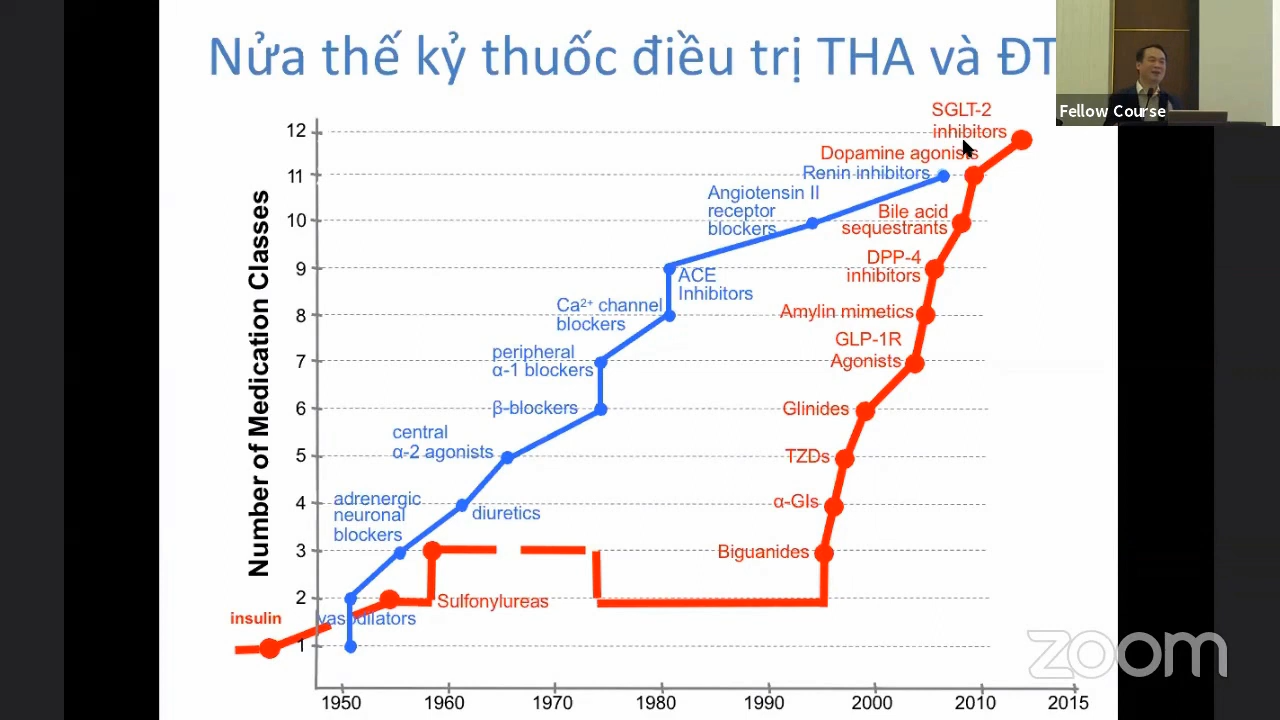 Nửa thế kỷ thuốc điều trị THA và ĐT
Fellow Course
Number of Medication Classes
12
11
10
9
8
7
6
5
4
3
2
1
1950
1960
1970
1980
1990
2000
2010
2015
SGLT-2
inhibitors
Dopamine agonists
Renin inhibitors
Angiotensin II
receptor
blockers
Bile acid
sequestrants
DPP-4
inhibitors
ACE
Inhibitors
Ca²⁺ channel
blockers
Amylin mimetics
GLP-1R
Agonists
peripheral
α-1 blockers
β-blockers
Glinides
central
α-2 agonists
TZDs
α-GIs
adrenergic
neuronal
blockers
diuretics
Biguanides
Sulfonylureas
insulin
vasodilators
zoom